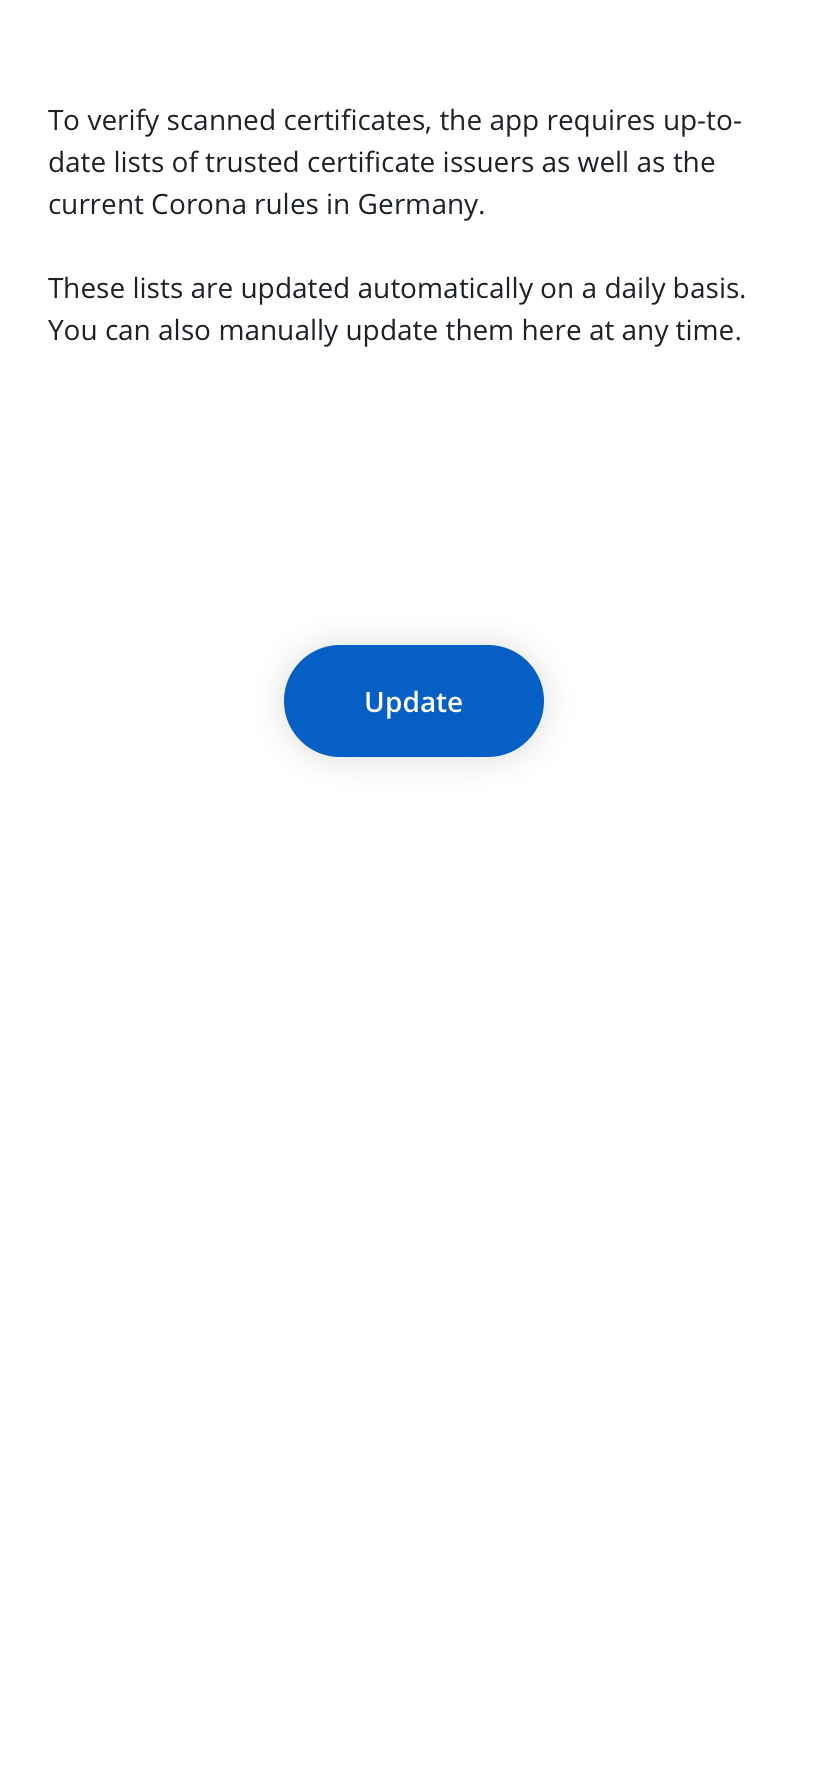 To verify scanned certificates, the app requires up-to-
date lists of trusted certificate issuers as well as the
current Corona rules in Germany.
These lists are updated automatically on a daily basis.
You can also manually update them here at any time.
Update